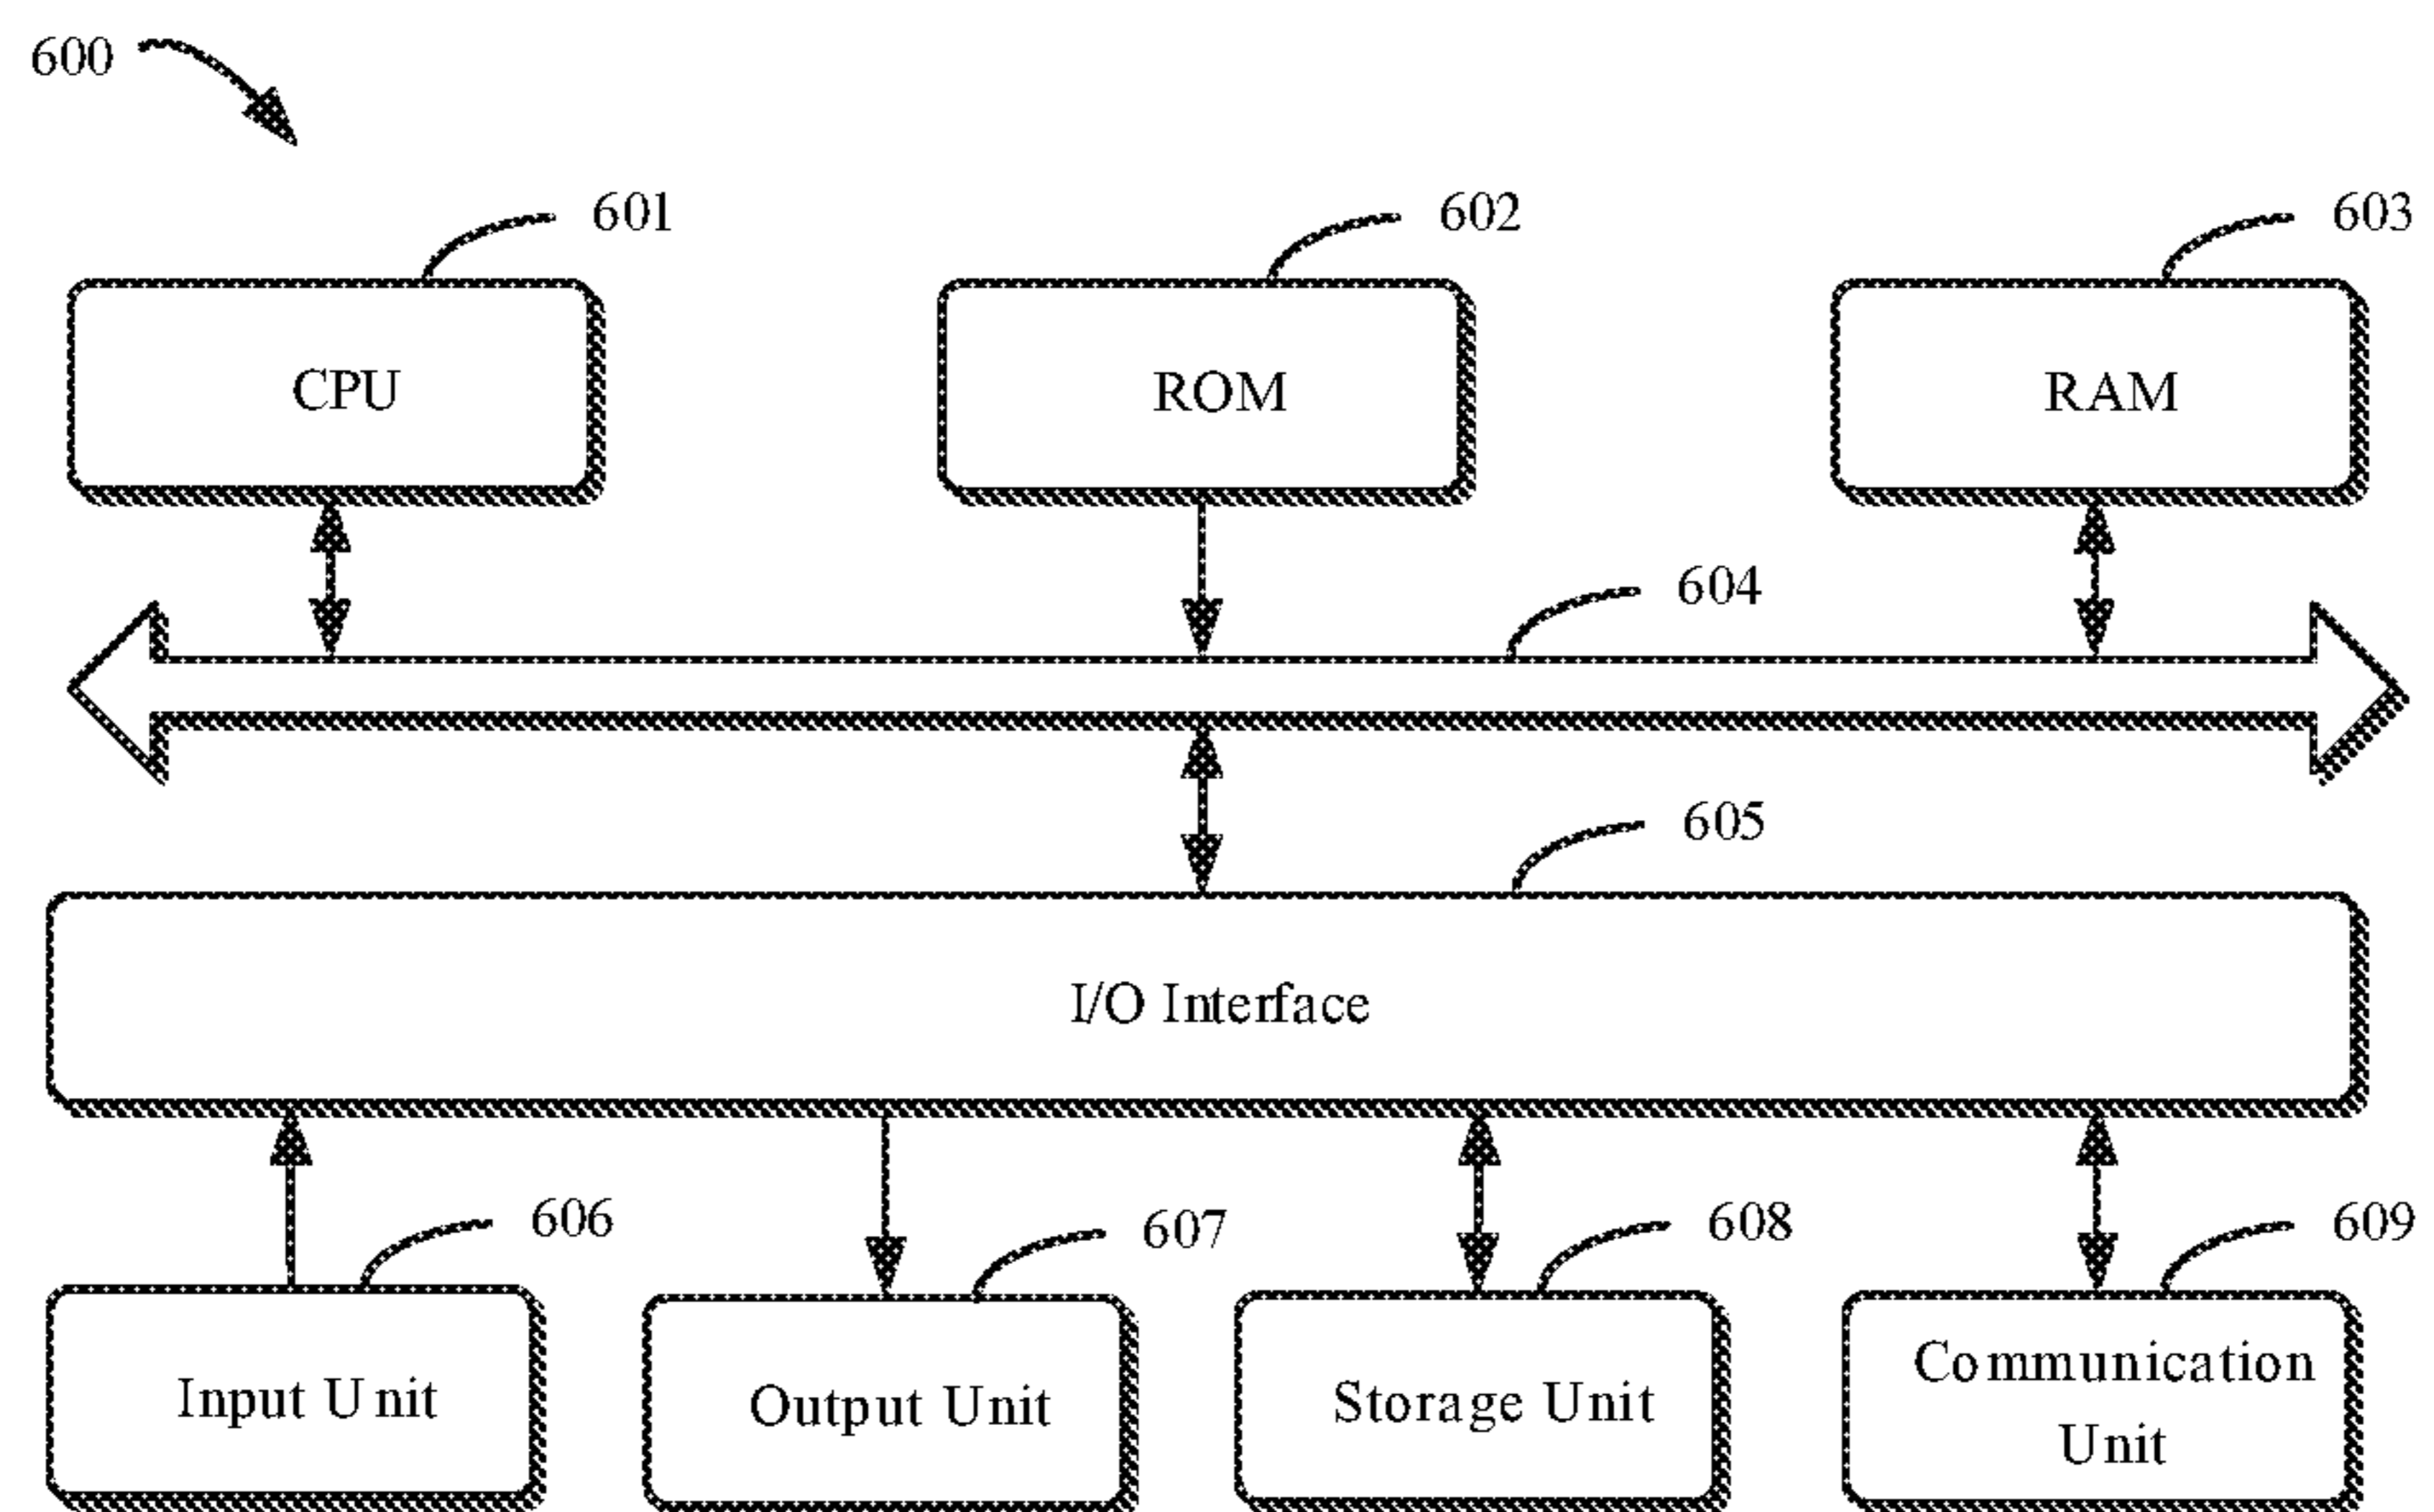 600
601
602
603
CPU
ROM
RAM
604
605
I/O Interface
606
607
608
609
Input Unit
Output Unit
Storage Unit
Communication
Unit